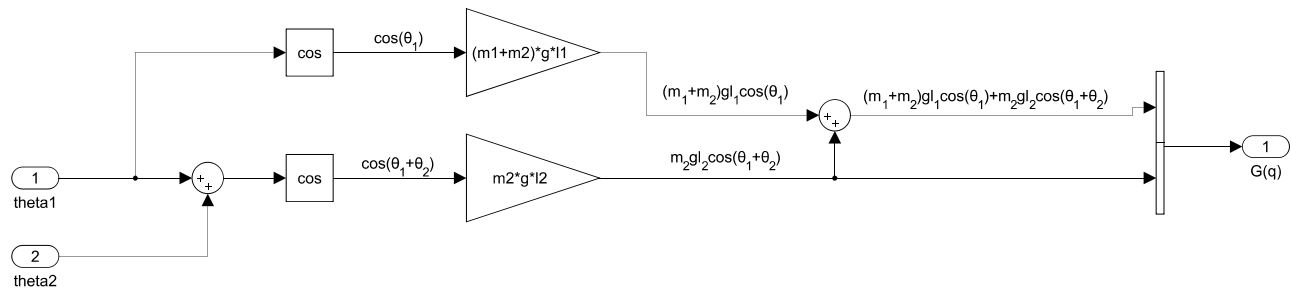 cos
cos(θ₁)
(m1+m2)*g*l1
(m₁+m₂)gl₁cos(θ₁)
+
+
(m₁+m₂)gl₁cos(θ₁)+m₂gl₂cos(θ₁+θ₂)
1
theta1
+
+
cos
cos(θ₁+θ₂)
m2*g*l2
m₂gl₂cos(θ₁+θ₂)
1
G(q)
2
theta2